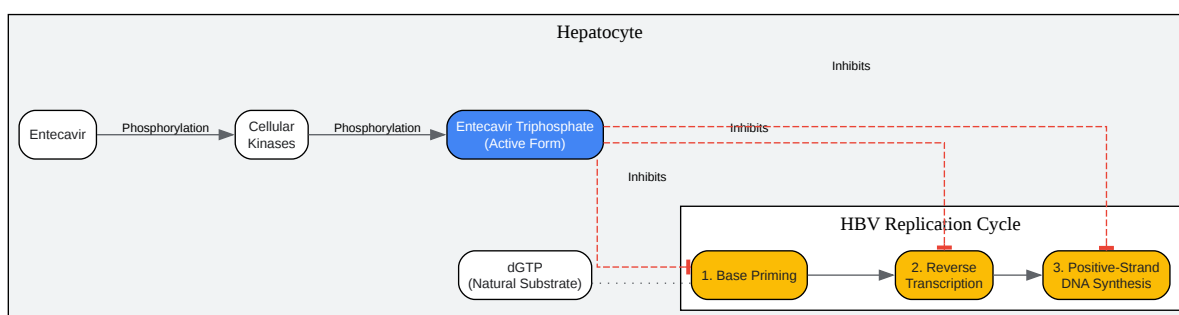 Hepatocyte
Inhibits
Entecavir
Phosphorylation
Cellular
Kinases
Phosphorylation
Entecavir Triphosphate
(Active Form)
Inhibits
Inhibits
HBV Replication Cycle
dGTP
(Natural Substrate)
1. Base Priming
2. Reverse
Transcription
3. Positive-Strand
DNA Synthesis